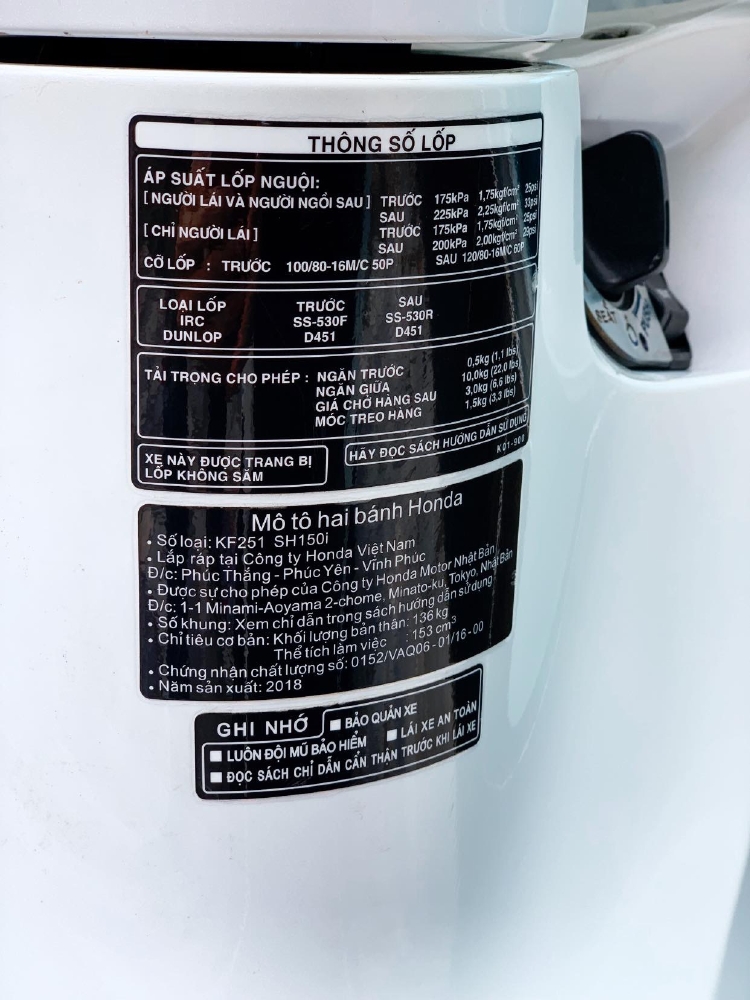 THÔNG SỐ LỐP
ÁP SUẤT LỐP NGUỘI:
[ NGƯỜI LÁI VÀ NGƯỜI NGỒI SAU ] TRƯỚC 175kPa 1,75kgf/cm² 25psi
SAU 225kPa 2,25kgf/cm² 33psi
[ CHỈ NGƯỜI LÁI ] TRƯỚC 175kPa 1,75kgf/cm² 25psi
SAU 200kPa 2,00kgf/cm² 29psi
CỠ LỐP : TRƯỚC 100/80-16M/C 50P SAU 120/80-16M/C 60P
LOẠI LỐP TRƯỚC SAU
IRC SS-530F SS-530R
DUNLOP D451 D451
TẢI TRỌNG CHO PHÉP : NGĂN TRƯỚC 0,5kg (1.1 lbs)
NGĂN GIỮA 10,0kg (22.0 lbs)
GIÁ CHỞ HÀNG SAU 3,0kg (6.6 lbs)
MÓC TREO HÀNG 1,5kg (3.3 lbs)
XE NÀY ĐƯỢC TRANG BỊ
LỐP KHÔNG SĂM
HÃY ĐỌC SÁCH HƯỚNG DẪN SỬ DỤNG
K01-900
Mô tô hai bánh Honda
• Số loại: KF251 SH150i
• Lắp ráp tại Công ty Honda Việt Nam
Đ/c: Phúc Thắng - Phúc Yên - Vĩnh Phúc
• Được sự cho phép của Công ty Honda Motor Nhật Bản
Đ/c: 1-1 Minami-Aoyama 2-chome, Minato-ku, Tokyo, Nhật Bản
• Số khung: Xem chỉ dẫn trong sách hướng dẫn sử dụng
• Chỉ tiêu cơ bản: Khối lượng bản thân: 136 kg
Thể tích làm việc : 153 cm³
• Chứng nhận chất lượng số: 0152/VAQ06 - 01/16 - 00
• Năm sản xuất: 2018
GHI NHỚ ■ BẢO QUẢN XE
■ LUÔN ĐỘI MŨ BẢO HIỂM ■ LÁI XE AN TOÀN
■ ĐỌC SÁCH CHỈ DẪN CẨN THẬN TRƯỚC KHI LÁI XE
SEAT